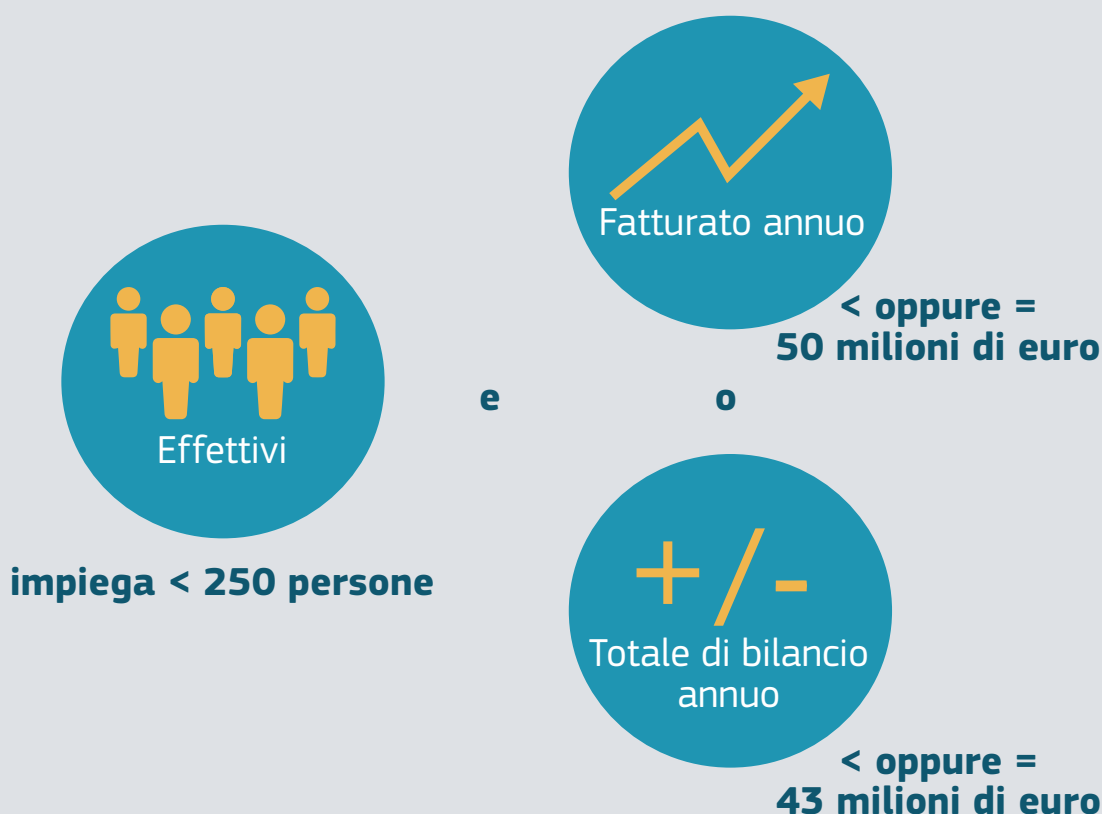 Fatturato annuo
< oppure =
50 milioni di euro
Effettivi
impiega < 250 persone
e
o
+/-
Totale di bilancio
annuo
< oppure =
43 milioni di euro